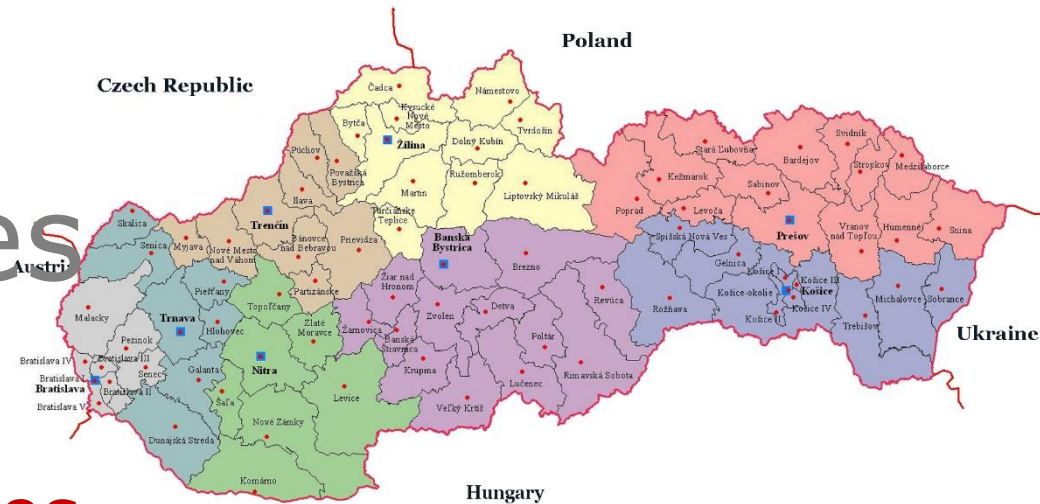 Poland
Czech Republic
Čadca
Námestovo
Kysucké
Nové
Mesto
Bytča
Tvrdošín
Žilina
Dolný Kubín
Svidník
Stropkov
Stará Ľubovňa
Bardejov
Medzilaborce
Púchov
Považská
Bystrica
Ružomberok
Kežmarok
Sabinov
Martin
Liptovský Mikuláš
Ilava
Poprad
Levoča
Prešov
Vranov
nad Topľou
Humenné
Snina
Skalica
Trenčín
Turčianske
Teplice
es
Senica
Myjava
Nové Mesto
nad Váhom
Bánovce
nad Bebravou
Prievidza
Banská
Bystrica
Spišská Nová Ves
Gelnica
Austria
Brezno
Košice I
Košice III
Piešťany
Partizánske
Žiar nad
Hronom
Revúca
Košice-okolie
Košice
Michalovce
Sobrance
Malacky
Topoľčany
Zvolen
Detva
Rožňava
Košice IV
Košice II
Trebišov
Trnava
Hlohovec
Zlaté
Moravce
Žarnovica
Banská
Štiavnica
Ukraine
Pezinok
Poltár
Bratislava IV
Bratislava III
Senec
Galanta
Nitra
Krupina
Rimavská Sobota
Bratislava I
Bratislava
Bratislava II
Šaľa
Levice
Lučenec
Bratislava V
Veľký Krtíš
Dunajská Streda
Nové Zámky
Komárno
Hungary